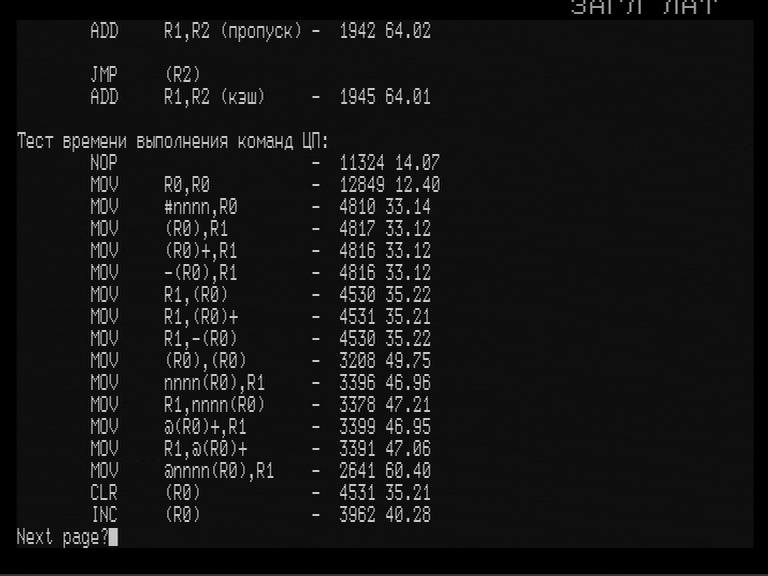 ЗАГЛ ЛАТ
ADD R1,R2 (пропуск) - 1942 64.02
JMP (R2)
ADD R1,R2 (кэш) - 1945 64.01
Тест времени выполнения команд ЦП:
NOP - 11324 14.07
MOV R0,R0 - 12849 12.40
MOV #nnnn,R0 - 4810 33.14
MOV (R0),R1 - 4817 33.12
MOV (R0)+,R1 - 4816 33.12
MOV -(R0),R1 - 4816 33.12
MOV R1,(R0) - 4530 35.22
MOV R1,(R0)+ - 4531 35.21
MOV R1,-(R0) - 4530 35.22
MOV (R0),(R0) - 3208 49.75
MOV nnnn(R0),R1 - 3396 46.96
MOV R1,nnnn(R0) - 3378 47.21
MOV @(R0)+,R1 - 3399 46.95
MOV R1,@(R0)+ - 3391 47.06
MOV @nnnn(R0),R1 - 2641 60.40
CLR (R0) - 4531 35.21
INC (R0) - 3962 40.28
Next page?